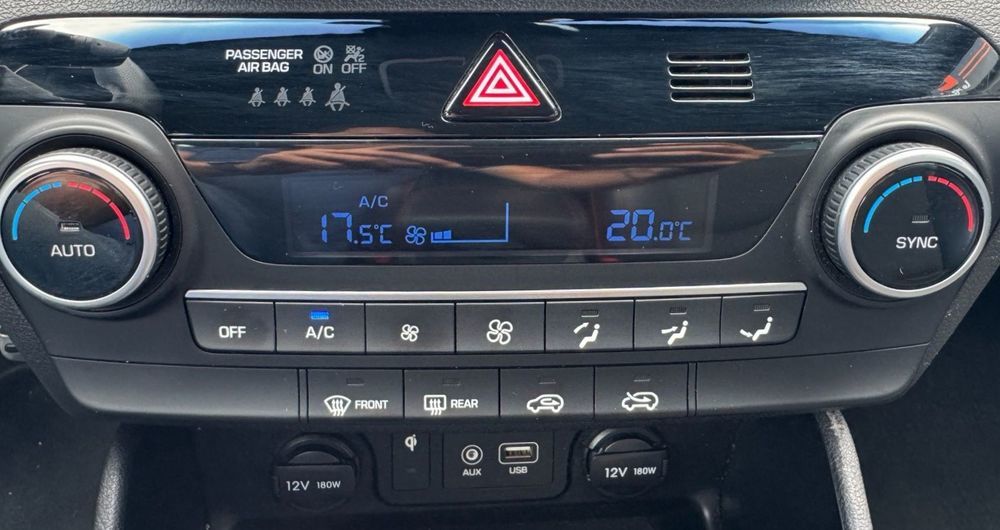 PASSENGER
AIR BAG
ON
OFF
A/C
17.5°C
20.0°C
AUTO
SYNC
OFF
A/C
FRONT
REAR
qi
AUX
USB
12V 180W
12V 180W